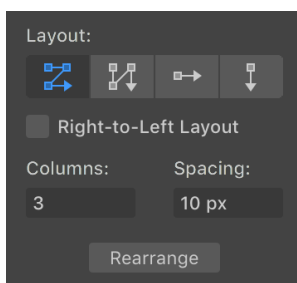 Layout:
Right-to-Left Layout
Columns: Spacing:
3 10 px
Rearrange